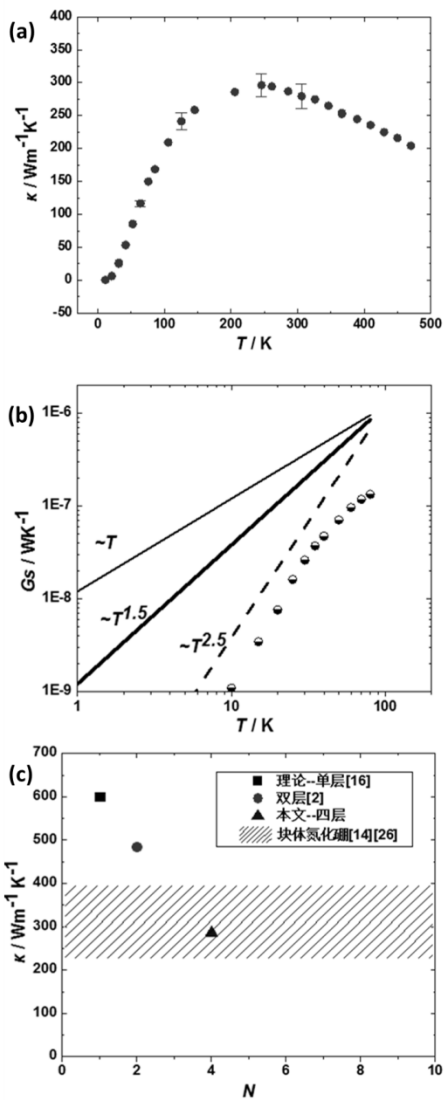 (a)
400
350
300
250
200
150
100
50
0
-50
κ / Wm⁻¹K⁻¹
0 100 200 300 400 500
T / K
(b)
1E-6
1E-7
1E-8
1E-9
Gs / WK⁻¹
~T
~T^1.5
~T^2.5
1 10 100
T / K
(c)
700
600
500
400
300
200
100
0
κ / Wm⁻¹ K⁻¹
理论--单层[16]
双层[2]
本文--四层
块体氮化硼[14][26]
0 2 4 6 8 10
N